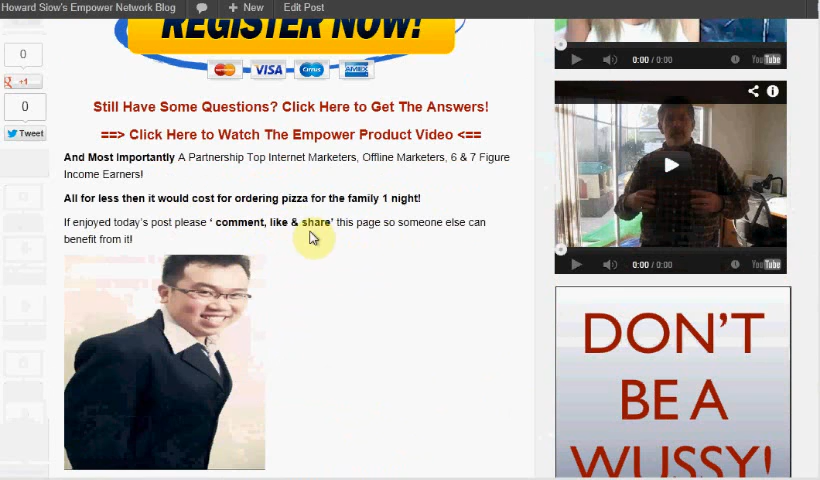 Howard Slow's Empower Network Blog
New
Edit Post
REGISTER NOW!
MasterCard
VISA
Cirrus
AMEX
0
+1
0
Tweet
Still Have Some Questions? Click Here to Get The Answers!
==> Click Here to Watch The Empower Product Video <==
And Most Importantly A Partnership Top Internet Marketers, Offline Marketers, 6 & 7 Figure
Income Earners!
All for less then it would cost for ordering pizza for the family 1 night!
If enjoyed today's post please ' comment, like & share' this page so someone else can
benefit from it!
0:00 / 0:00
YouTube
0:00 / 0:00
YouTube
DON'T
BE A
WUSSY!